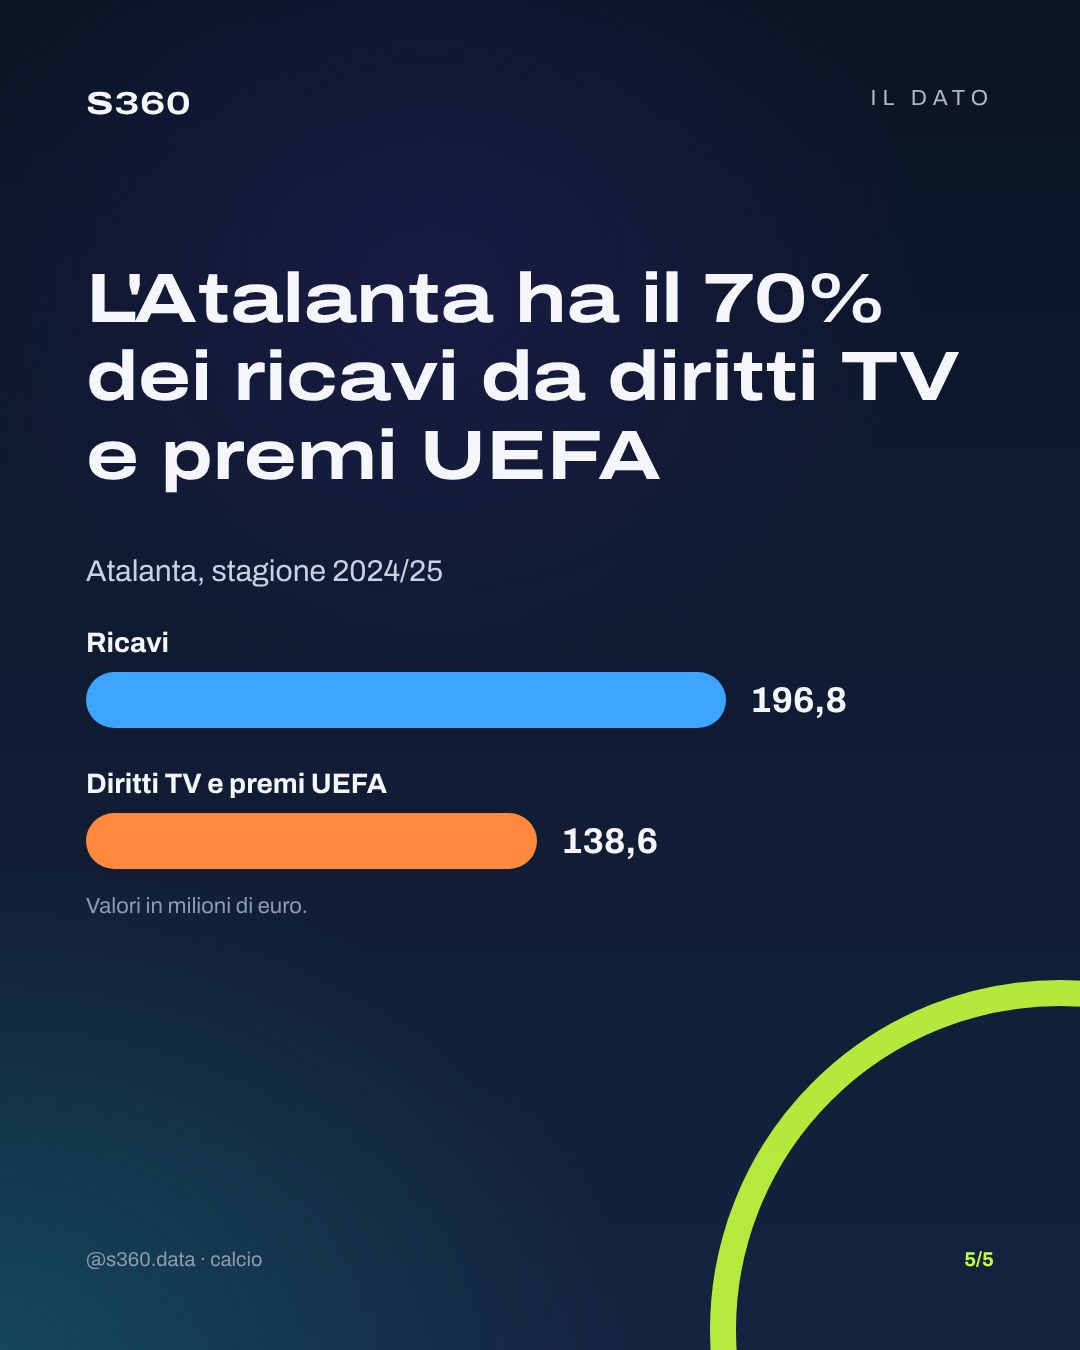 S360
IL DATO
L'Atalanta ha il 70%
dei ricavi da diritti TV
e premi UEFA
Atalanta, stagione 2024/25
Ricavi
196,8
Diritti TV e premi UEFA
138,6
Valori in milioni di euro.
@s360.data · calcio
5/5